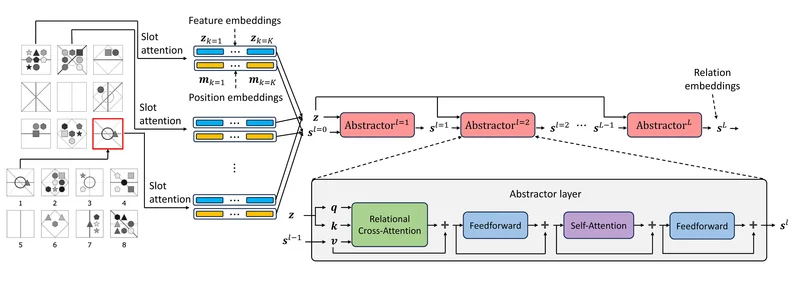 Feature embeddings
Slot attention
z_{k=1} z_{k=K}
m_{k=1} m_{k=K}
Position embeddings
Slot attention
Slot attention
1 2 3 4
5 6 7 8
Relation embeddings
z
s^{l=0} Abstractor^{l=1} s^{l=1} Abstractor^{l=2} s^{l=2} ... s^{L-1} Abstractor^{L} s^{L}
Abstractor layer
z q
k
s^{l-1} v
Relational Cross-Attention + Feedforward + Self-Attention + Feedforward + s^{l}